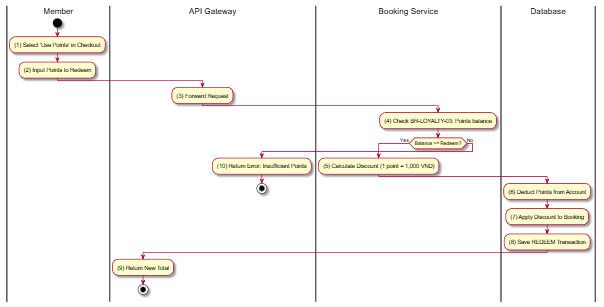 Member
API Gateway
Booking Service
Database
(1) Select 'Use Points' in Checkout
(2) Input Points to Redeem
(3) Forward Request
(4) Check BR-LOYALTY-03: Points balance
Yes
Balance >= Redeem?
No
(10) Return Error: Insufficient Points
(5) Calculate Discount (1 point = 1,000 VND)
(6) Deduct Points from Account
(7) Apply Discount to Booking
(8) Save REDEEM Transaction
(9) Return New Total